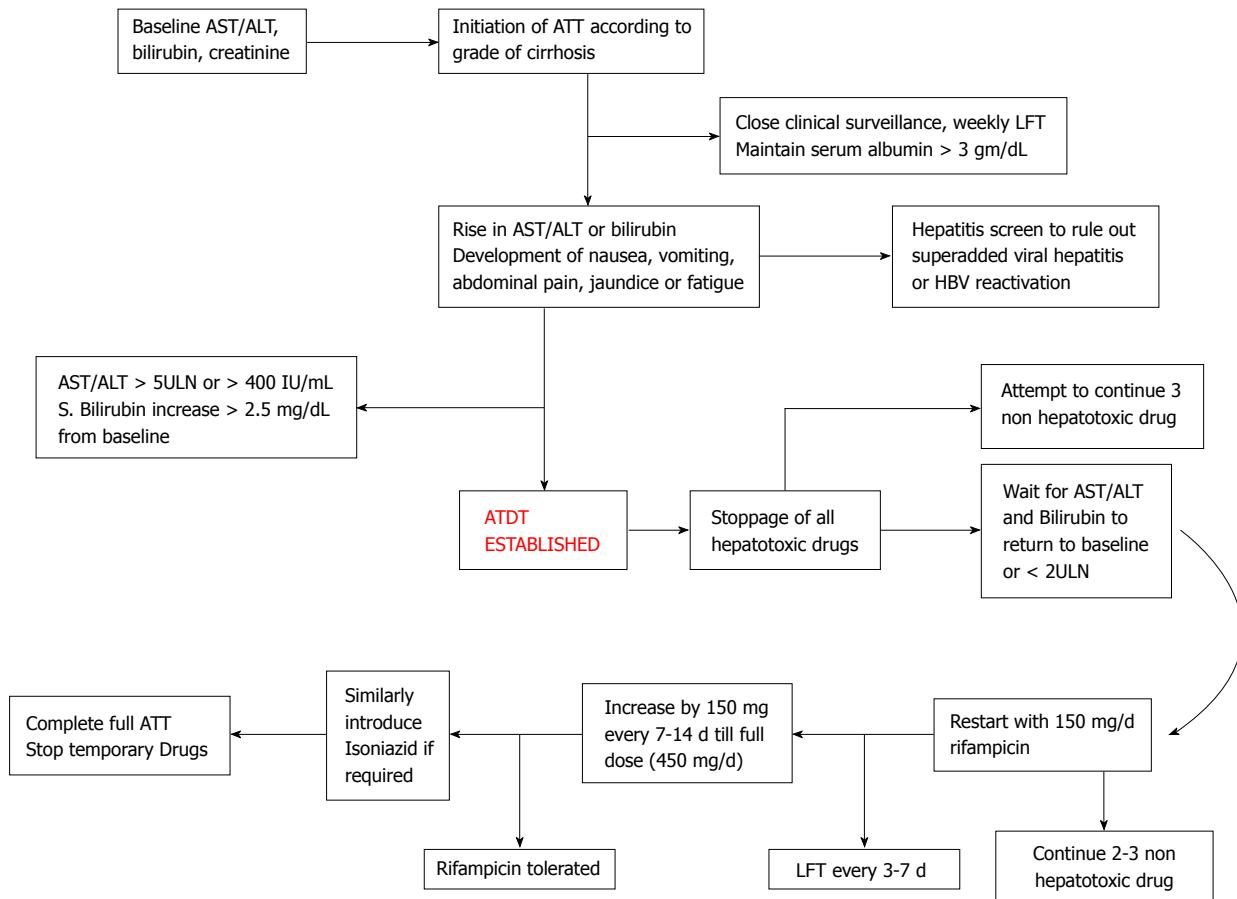 Baseline AST/ALT,
bilirubin, creatinine
Initiation of ATT according to
grade of cirrhosis
Close clinical surveillance, weekly LFT
Maintain serum albumin > 3 gm/dL
Rise in AST/ALT or bilirubin
Development of nausea, vomiting,
abdominal pain, jaundice or fatigue
Hepatitis screen to rule out
superadded viral hepatitis
or HBV reactivation
AST/ALT > 5ULN or > 400 IU/mL
S. Bilirubin increase > 2.5 mg/dL
from baseline
Attempt to continue 3
non hepatotoxic drug
ATDT
ESTABLISHED
Stoppage of all
hepatotoxic drugs
Wait for AST/ALT
and Bilirubin to
return to baseline
or < 2ULN
Restart with 150 mg/d
rifampicin
Increase by 150 mg
every 7-14 d till full
dose (450 mg/d)
Similarly
introduce
Isoniazid if
required
Complete full ATT
Stop temporary Drugs
Rifampicin tolerated
LFT every 3-7 d
Continue 2-3 non
hepatotoxic drug